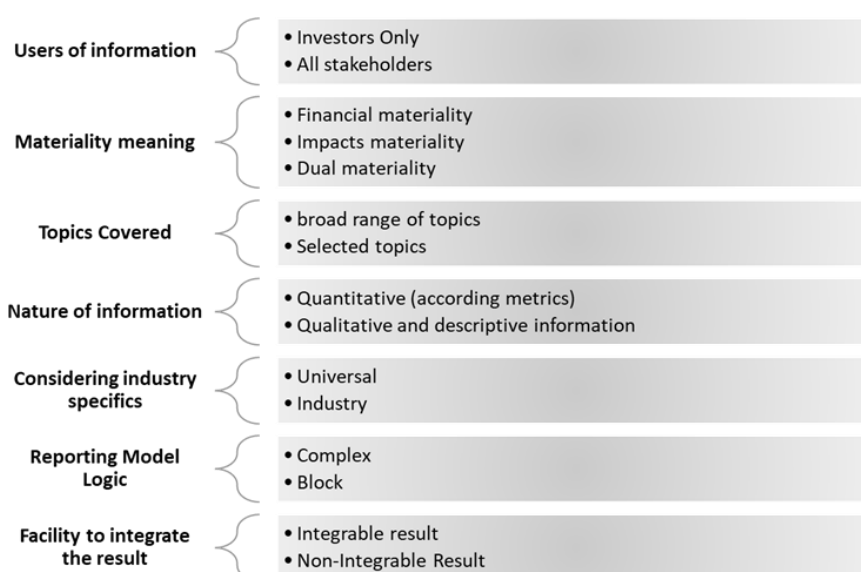 Users of information
• Investors Only
• All stakeholders
Materiality meaning
• Financial materiality
• Impacts materiality
• Dual materiality
Topics Covered
• broad range of topics
• Selected topics
Nature of information
• Quantitative (according metrics)
• Qualitative and descriptive information
Considering industry
specifics
• Universal
• Industry
Reporting Model
Logic
• Complex
• Block
Facility to integrate
the result
• Integrable result
• Non-Integrable Result